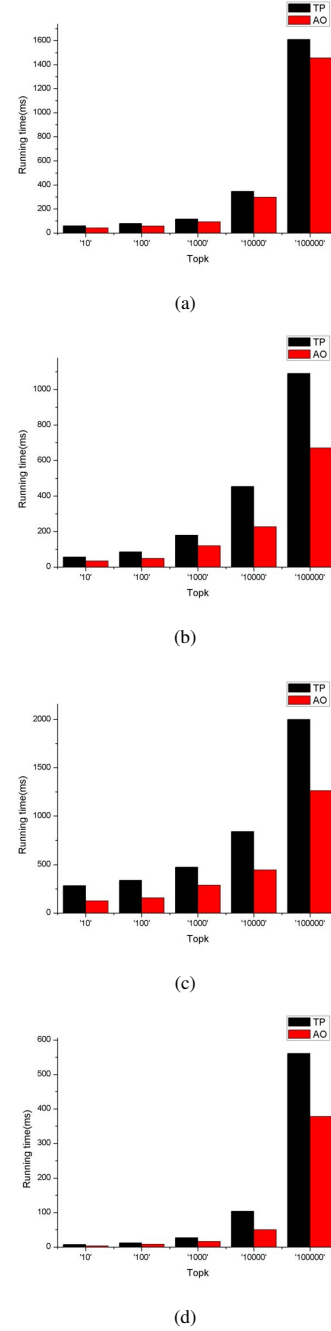 TP
AO
1600
1400
1200
1000
800
600
400
200
0
Running time(ms)
'10' '100' '1000' '10000' '100000'
Topk
(a)
TP
AO
1000
800
600
400
200
0
Running time(ms)
'10' '100' '1000' '10000' '100000'
Topk
(b)
TP
AO
2000
1500
1000
500
0
Running time(ms)
'10' '100' '1000' '10000' '100000'
Topk
(c)
TP
AO
600
500
400
300
200
100
0
Running time(ms)
'10' '100' '1000' '10000' '100000'
Topk
(d)